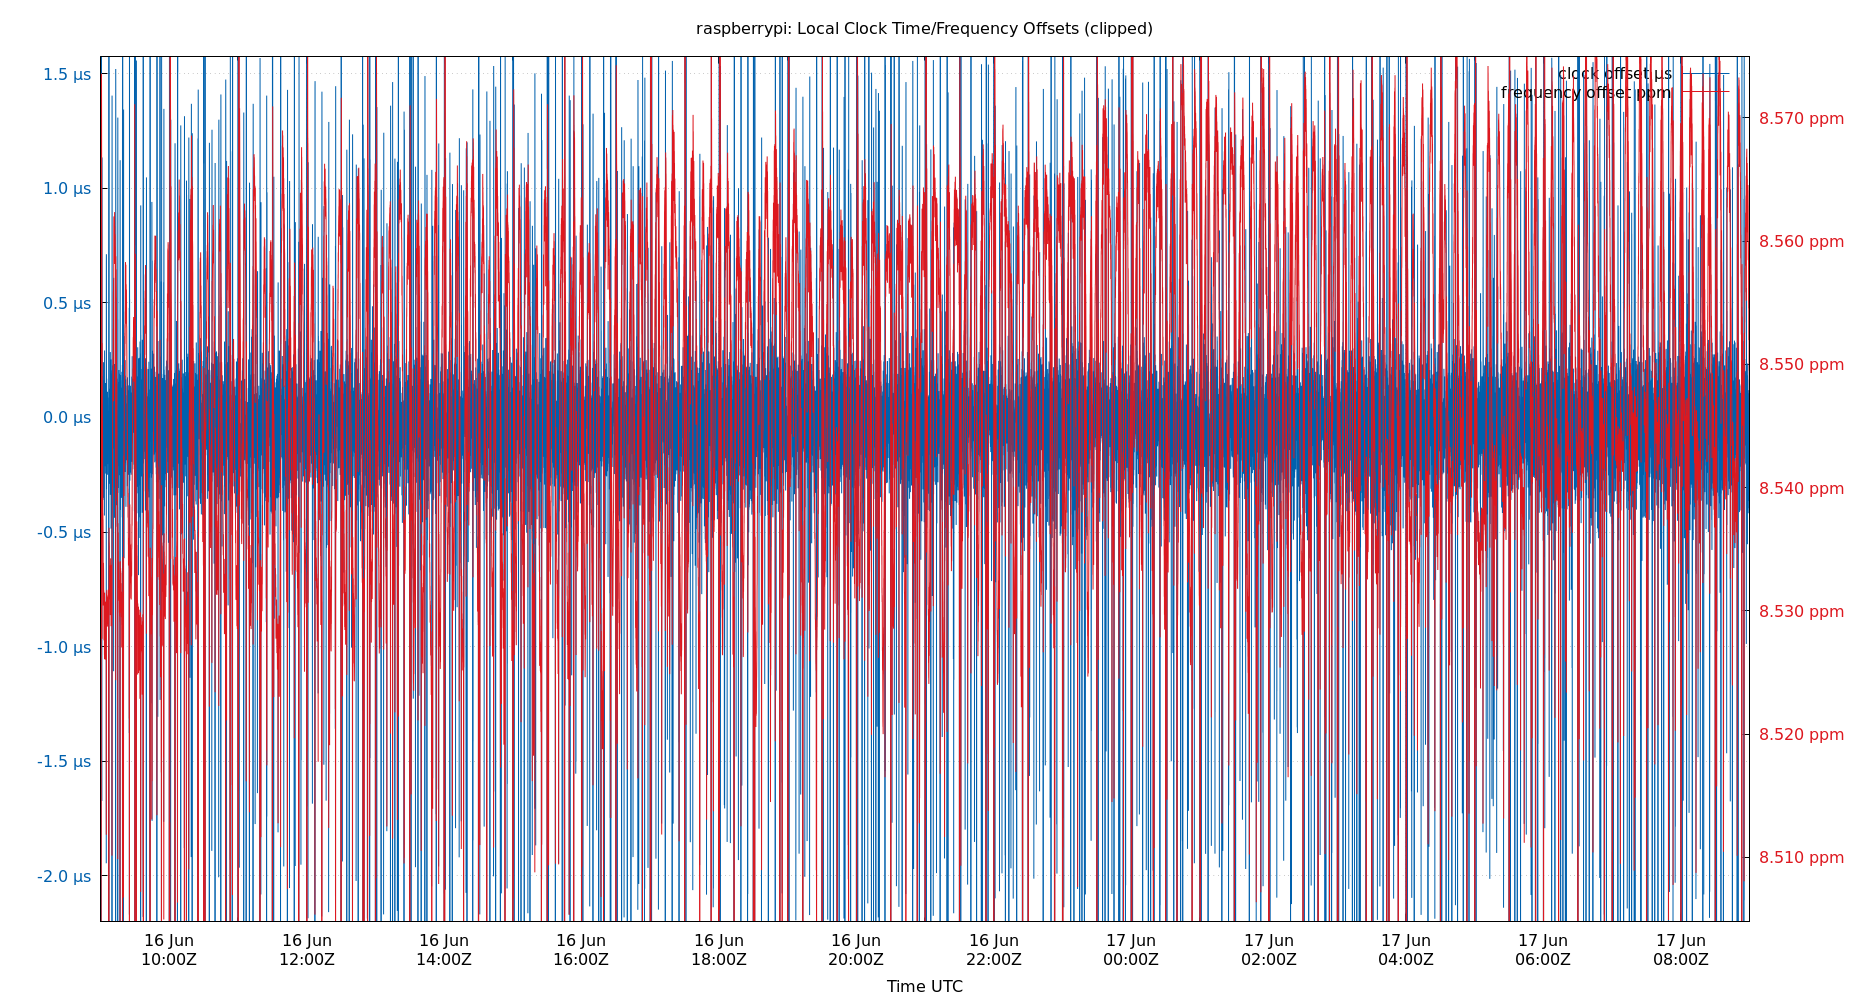 raspberrypi: Local Clock Time/Frequency Offsets (clipped)
clock offset µs
frequency offset ppm
1.5 µs
1.0 µs
0.5 µs
0.0 µs
-0.5 µs
-1.0 µs
-1.5 µs
-2.0 µs
8.570 ppm
8.560 ppm
8.550 ppm
8.540 ppm
8.530 ppm
8.520 ppm
8.510 ppm
16 Jun 16 Jun 16 Jun 16 Jun 16 Jun 16 Jun 16 Jun 17 Jun 17 Jun 17 Jun 17 Jun 17 Jun
10:00Z 12:00Z 14:00Z 16:00Z 18:00Z 20:00Z 22:00Z 00:00Z 02:00Z 04:00Z 06:00Z 08:00Z
Time UTC